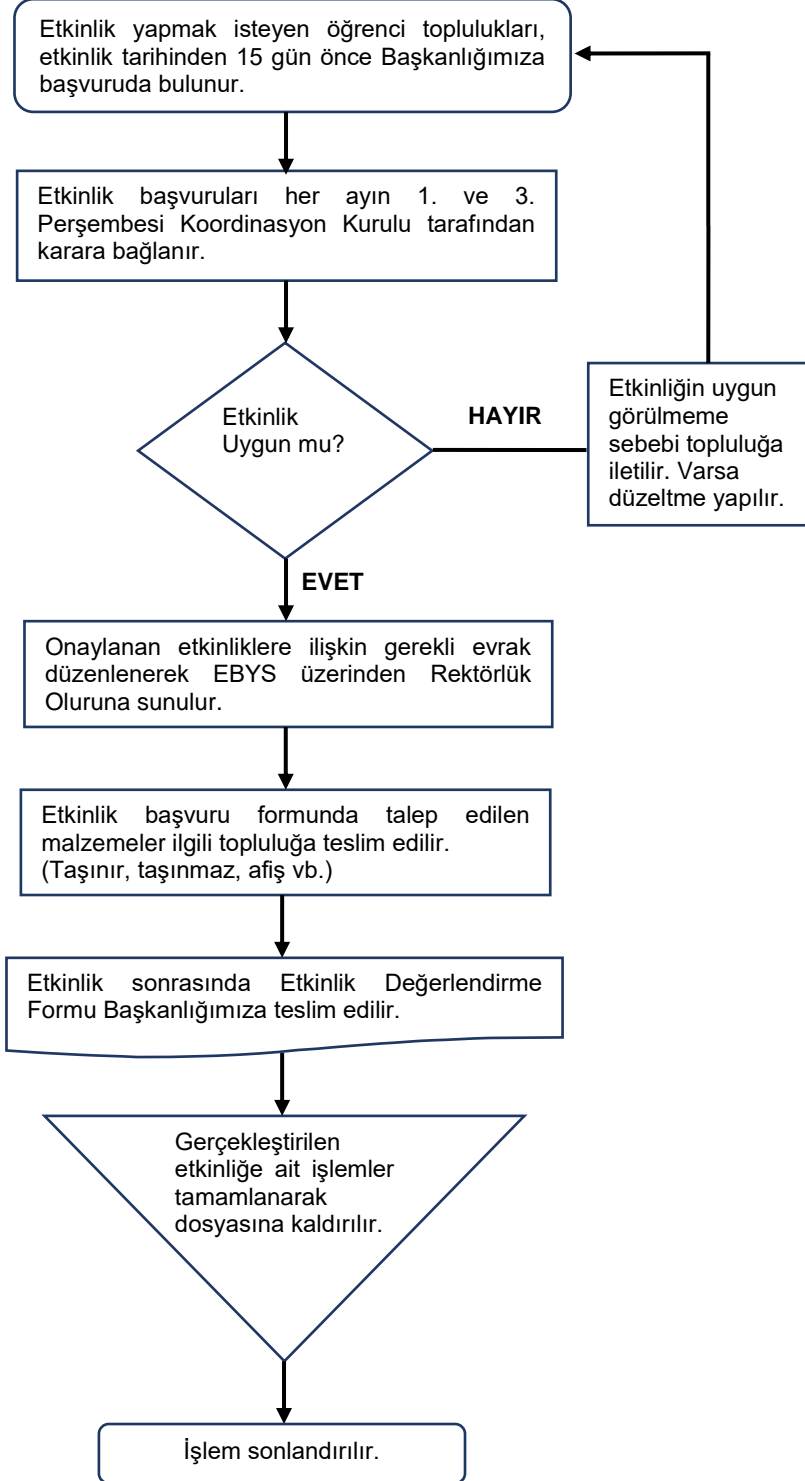 Etkinlik yapmak isteyen öğrenci toplulukları,
etkinlik tarihinden 15 gün önce Başkanlığımıza
başvuruda bulunur.
Etkinlik başvuruları her ayın 1. ve 3.
Perşembesi Koordinasyon Kurulu tarafından
karara bağlanır.
Etkinlik
Uygun mu?
HAYIR
Etkinliğin uygun
görülmeme
sebebi topluluğa
iletilir. Varsa
düzeltme yapılır.
EVET
Onaylanan etkinliklere ilişkin gerekli evrak
düzenlenerek EBYS üzerinden Rektörlük
Oluruna sunulur.
Etkinlik başvuru formunda talep edilen
malzemeler ilgili topluluğa teslim edilir.
(Taşınır, taşınmaz, afiş vb.)
Etkinlik sonrasında Etkinlik Değerlendirme
Formu Başkanlığımıza teslim edilir.
Gerçekleştirilen
etkinliğe ait işlemler
tamamlanarak
dosyasına kaldırılır.
İşlem sonlandırılır.